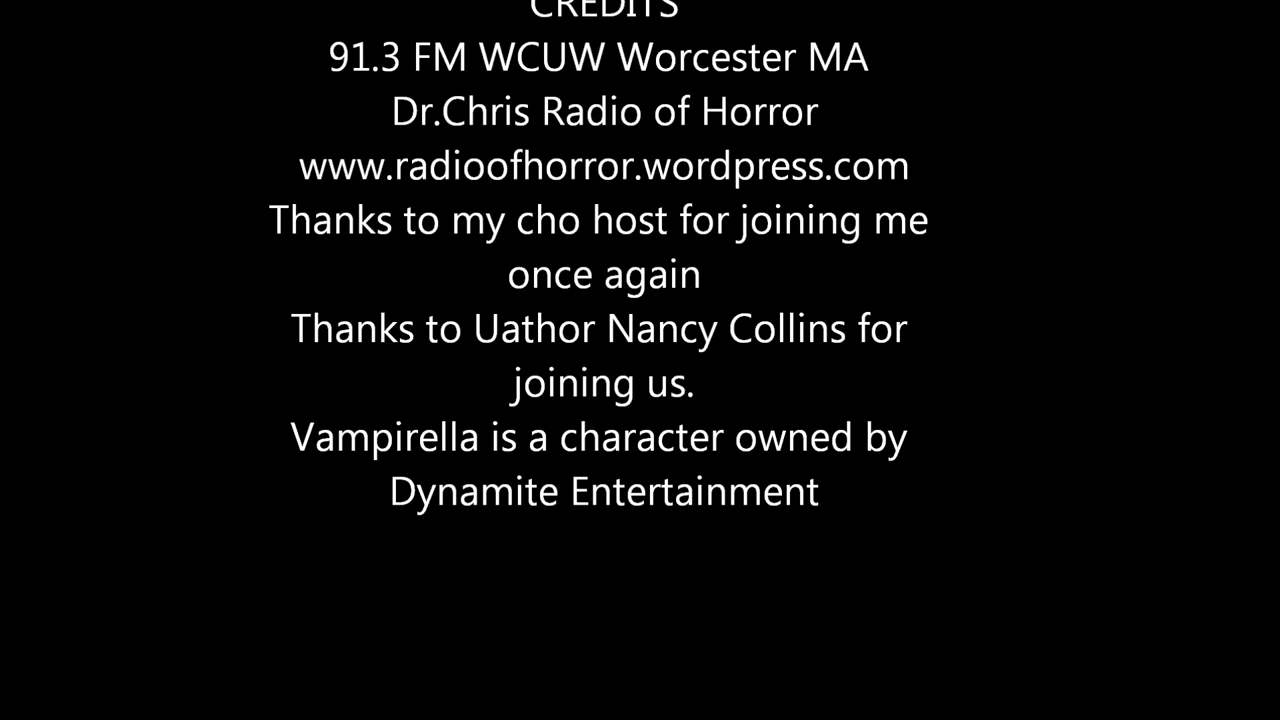 CREDITS
91.3 FM WCUW Worcester MA
Dr.Chris Radio of Horror
www.radioofhorror.wordpress.com
Thanks to my cho host for joining me
once again
Thanks to Uathor Nancy Collins for
joining us.
Vampirella is a character owned by
Dynamite Entertainment